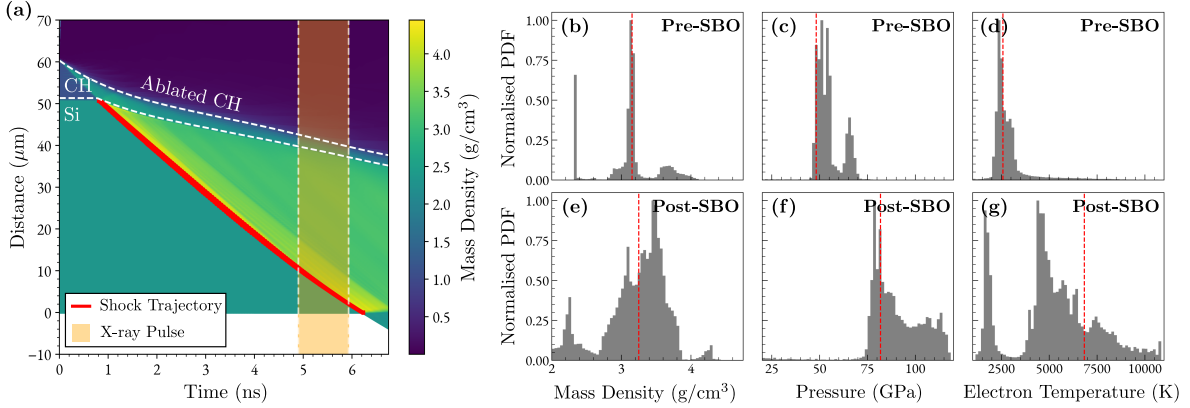 (a)
70
60
50
40
30
20
10
0
−10
0
1
2
3
4
5
6
Distance (μm)
Time (ns)
CH
Si
Ablated CH
Shock Trajectory
X-ray Pulse
4.0
3.5
3.0
2.5
2.0
1.5
1.0
0.5
Mass Density (g/cm³)
(b) Pre-SBO
(c) Pre-SBO
(d) Pre-SBO
1.00
0.75
0.50
0.25
0.00
Normalised PDF
(e) Post-SBO
(f) Post-SBO
(g) Post-SBO
1.00
0.75
0.50
0.25
0.00
Normalised PDF
2 3 4
Mass Density (g/cm³)
25 50 75 100
Pressure (GPa)
2500 5000 7500 10000
Electron Temperature (K)